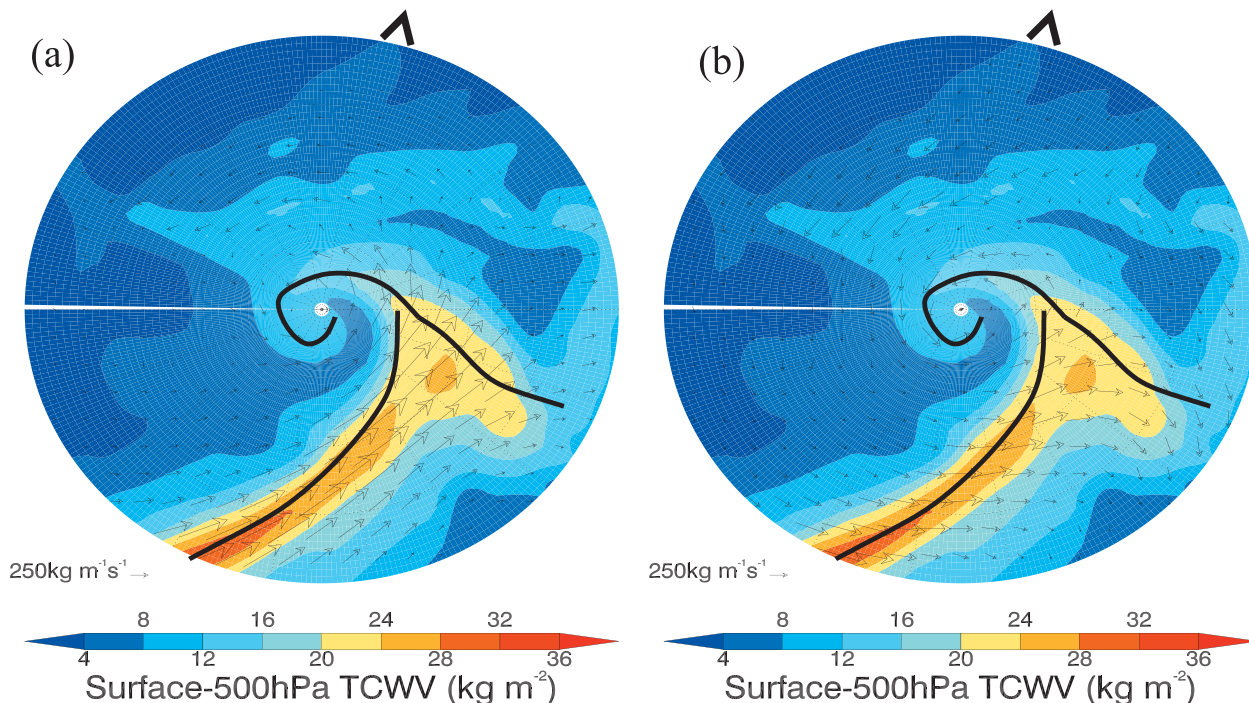 (a)
(b)
250kg m⁻¹s⁻¹
250kg m⁻¹s⁻¹
8 16 24 32
4 12 20 28 36
Surface-500hPa TCWV (kg m⁻²)
8 16 24 32
4 12 20 28 36
Surface-500hPa TCWV (kg m⁻²)